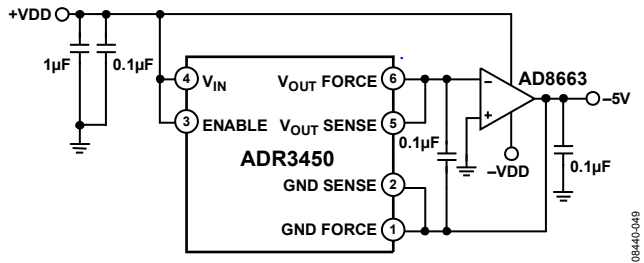 +VDD
1µF
0.1µF
4
VIN
VOUT FORCE
6
3
ENABLE
VOUT SENSE
5
ADR3450
GND SENSE
2
GND FORCE
1
0.1µF
AD8663
–
+
–VDD
–5V
0.1µF
08440-049